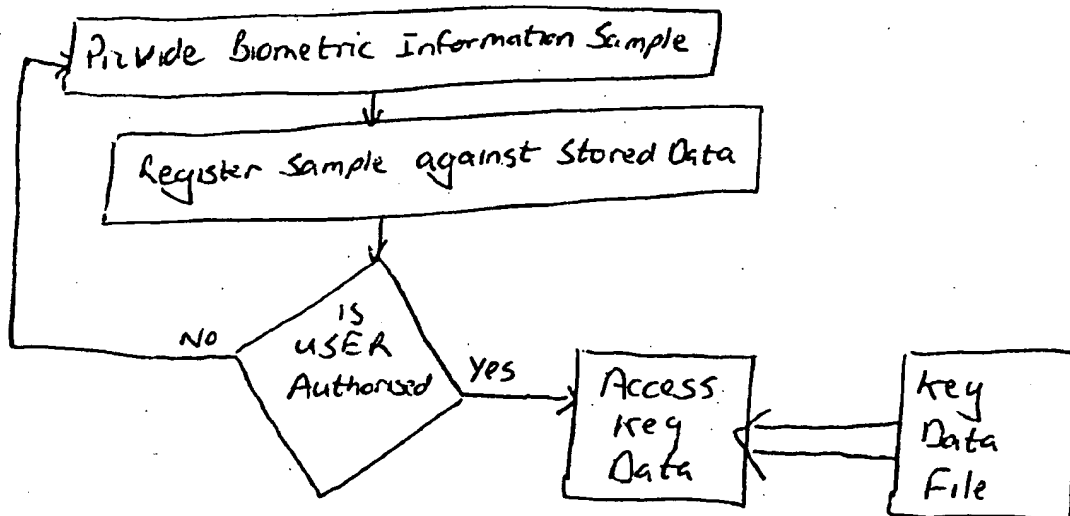 Provide Biometric Information Sample
Register Sample against Stored Data
Is
USER
Authorised
No
Yes
Access
Key
Data
Key
Data
File